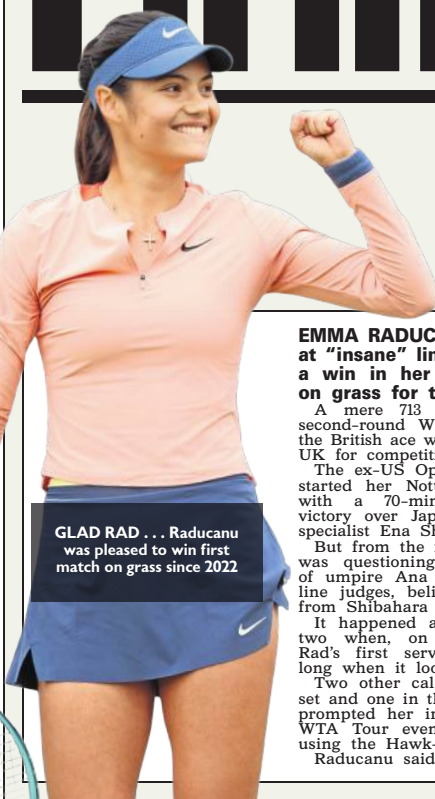 GLAD RAD . . . Raducanu
was pleased to win first
match on grass since 2022
EMMA RADUC
at “insane” lin
a win in her
on grass for t
A mere 713
second-round W
the British ace w
UK for competiti
The ex-US Op
started her Nott
with a 70-min
victory over Jap
specialist Ena Sh
But from the
was questioning
of umpire Ana
line judges, beli
from Shibahara
It happened a
two when, on
Rad’s first serv
long when it loo
Two other cal
set and one in th
prompted her in
WTA Tour even
using the Hawk-
Raducanu said